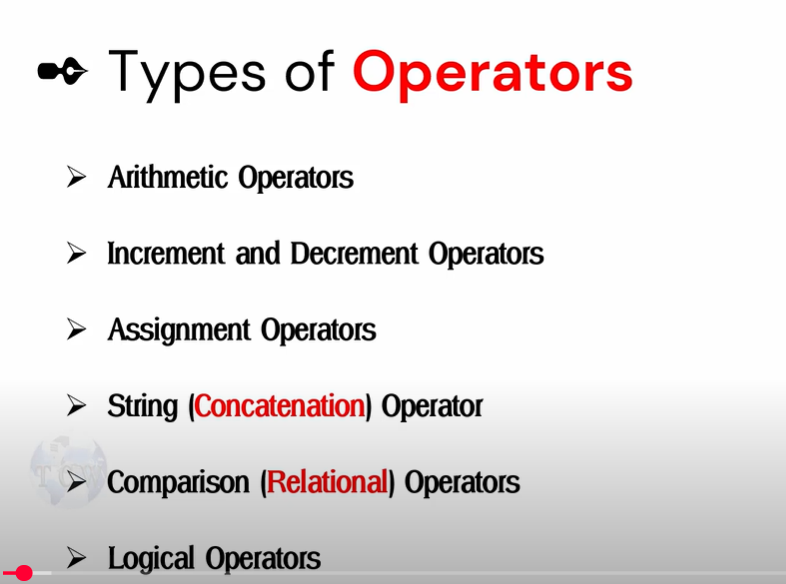 Types of Operators
Arithmetic Operators
Increment and Decrement Operators
Assignment Operators
String (Concatenation) Operator
Comparison (Relational) Operators
Logical Operators